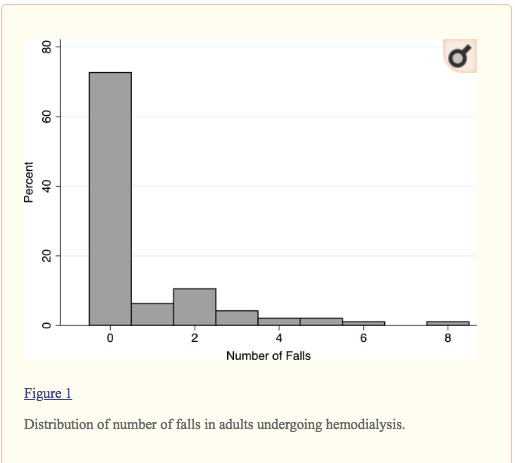 80
60
40
20
0
Percent
0 2 4 6 8
Number of Falls
Figure 1
Distribution of number of falls in adults undergoing hemodialysis.